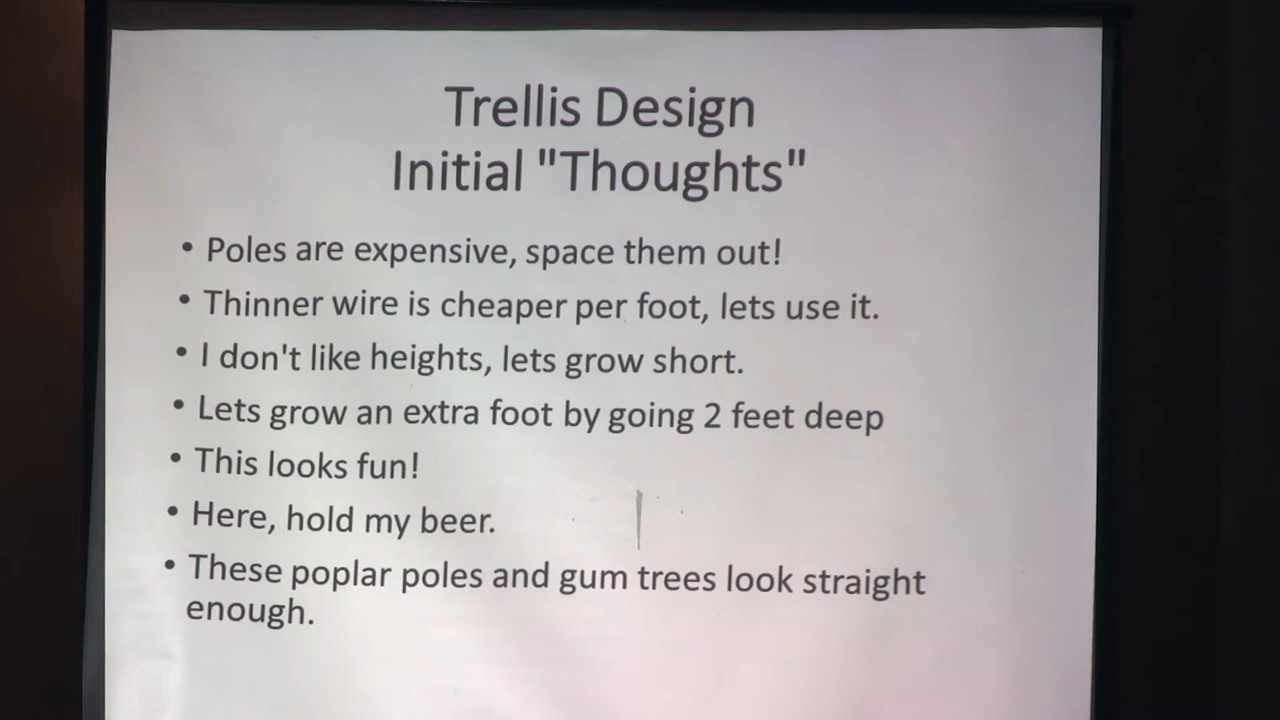 Trellis Design
Initial "Thoughts"
• Poles are expensive, space them out!
• Thinner wire is cheaper per foot, lets use it.
• I don't like heights, lets grow short.
• Lets grow an extra foot by going 2 feet deep
• This looks fun!
• Here, hold my beer.
• These poplar poles and gum trees look straight
enough.